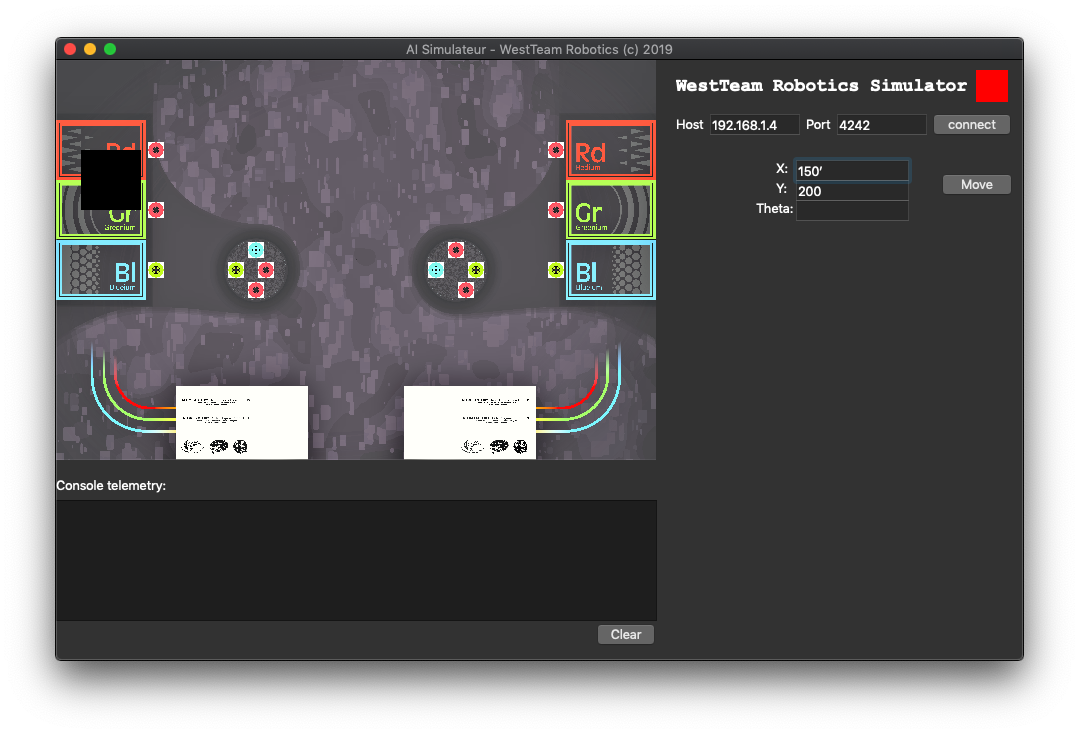 AI Simulateur - WestTeam Robotics (c) 2019
WestTeam Robotics Simulator
Host 192.168.1.4 Port 4242 connect
X: 150′
Y: 200
Move
Theta:
Rd
Redium
Gr
Greenium
Gr
Greenium
Bl
Blueium
Bl
Blueium
Console telemetry:
Clear